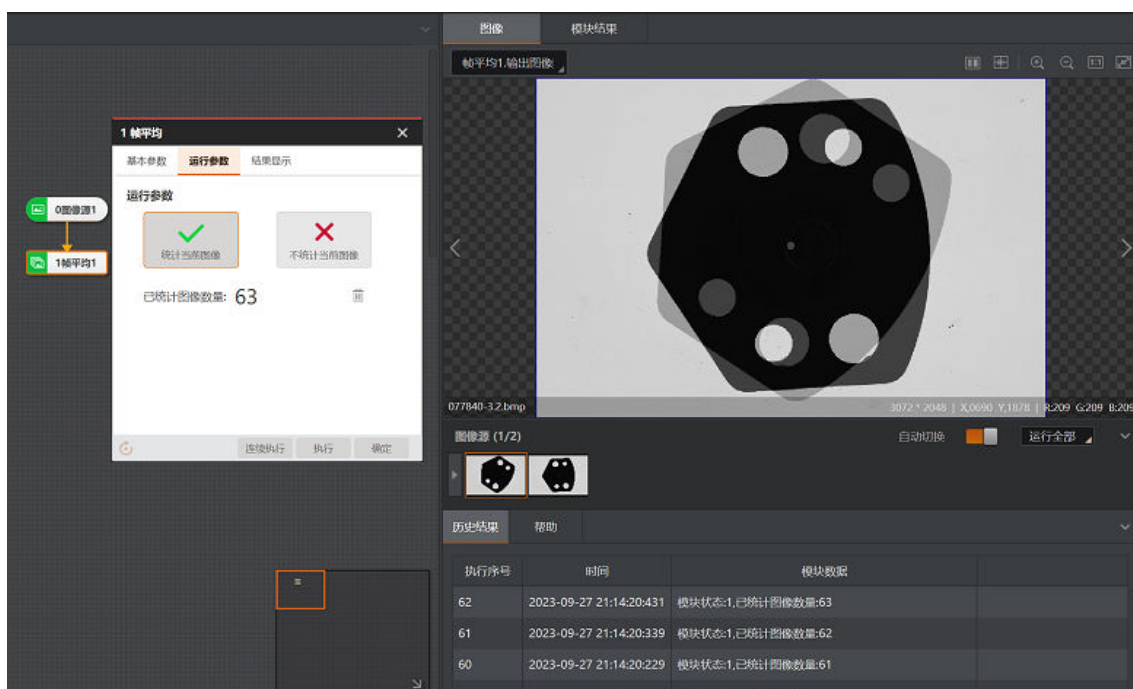 图像
模块结果
帧平均1.输出图像
1 帧平均
基本参数
运行参数
结果显示
运行参数
统计当前图像
不统计当前图像
已统计图像数量: 63
连续执行
执行
确定
0图像源1
1帧平均1
1:1
077840-3.2.bmp
3072 * 2048 | X,0690 Y,1878 | R:209 G:209 B:209
图像源 (1/2)
自动切换
运行全部
历史结果
帮助
执行序号 时间 模块数据
62 2023-09-27 21:14:20:431 模块状态:1,已统计图像数量:63
61 2023-09-27 21:14:20:339 模块状态:1,已统计图像数量:62
60 2023-09-27 21:14:20:229 模块状态:1,已统计图像数量:61